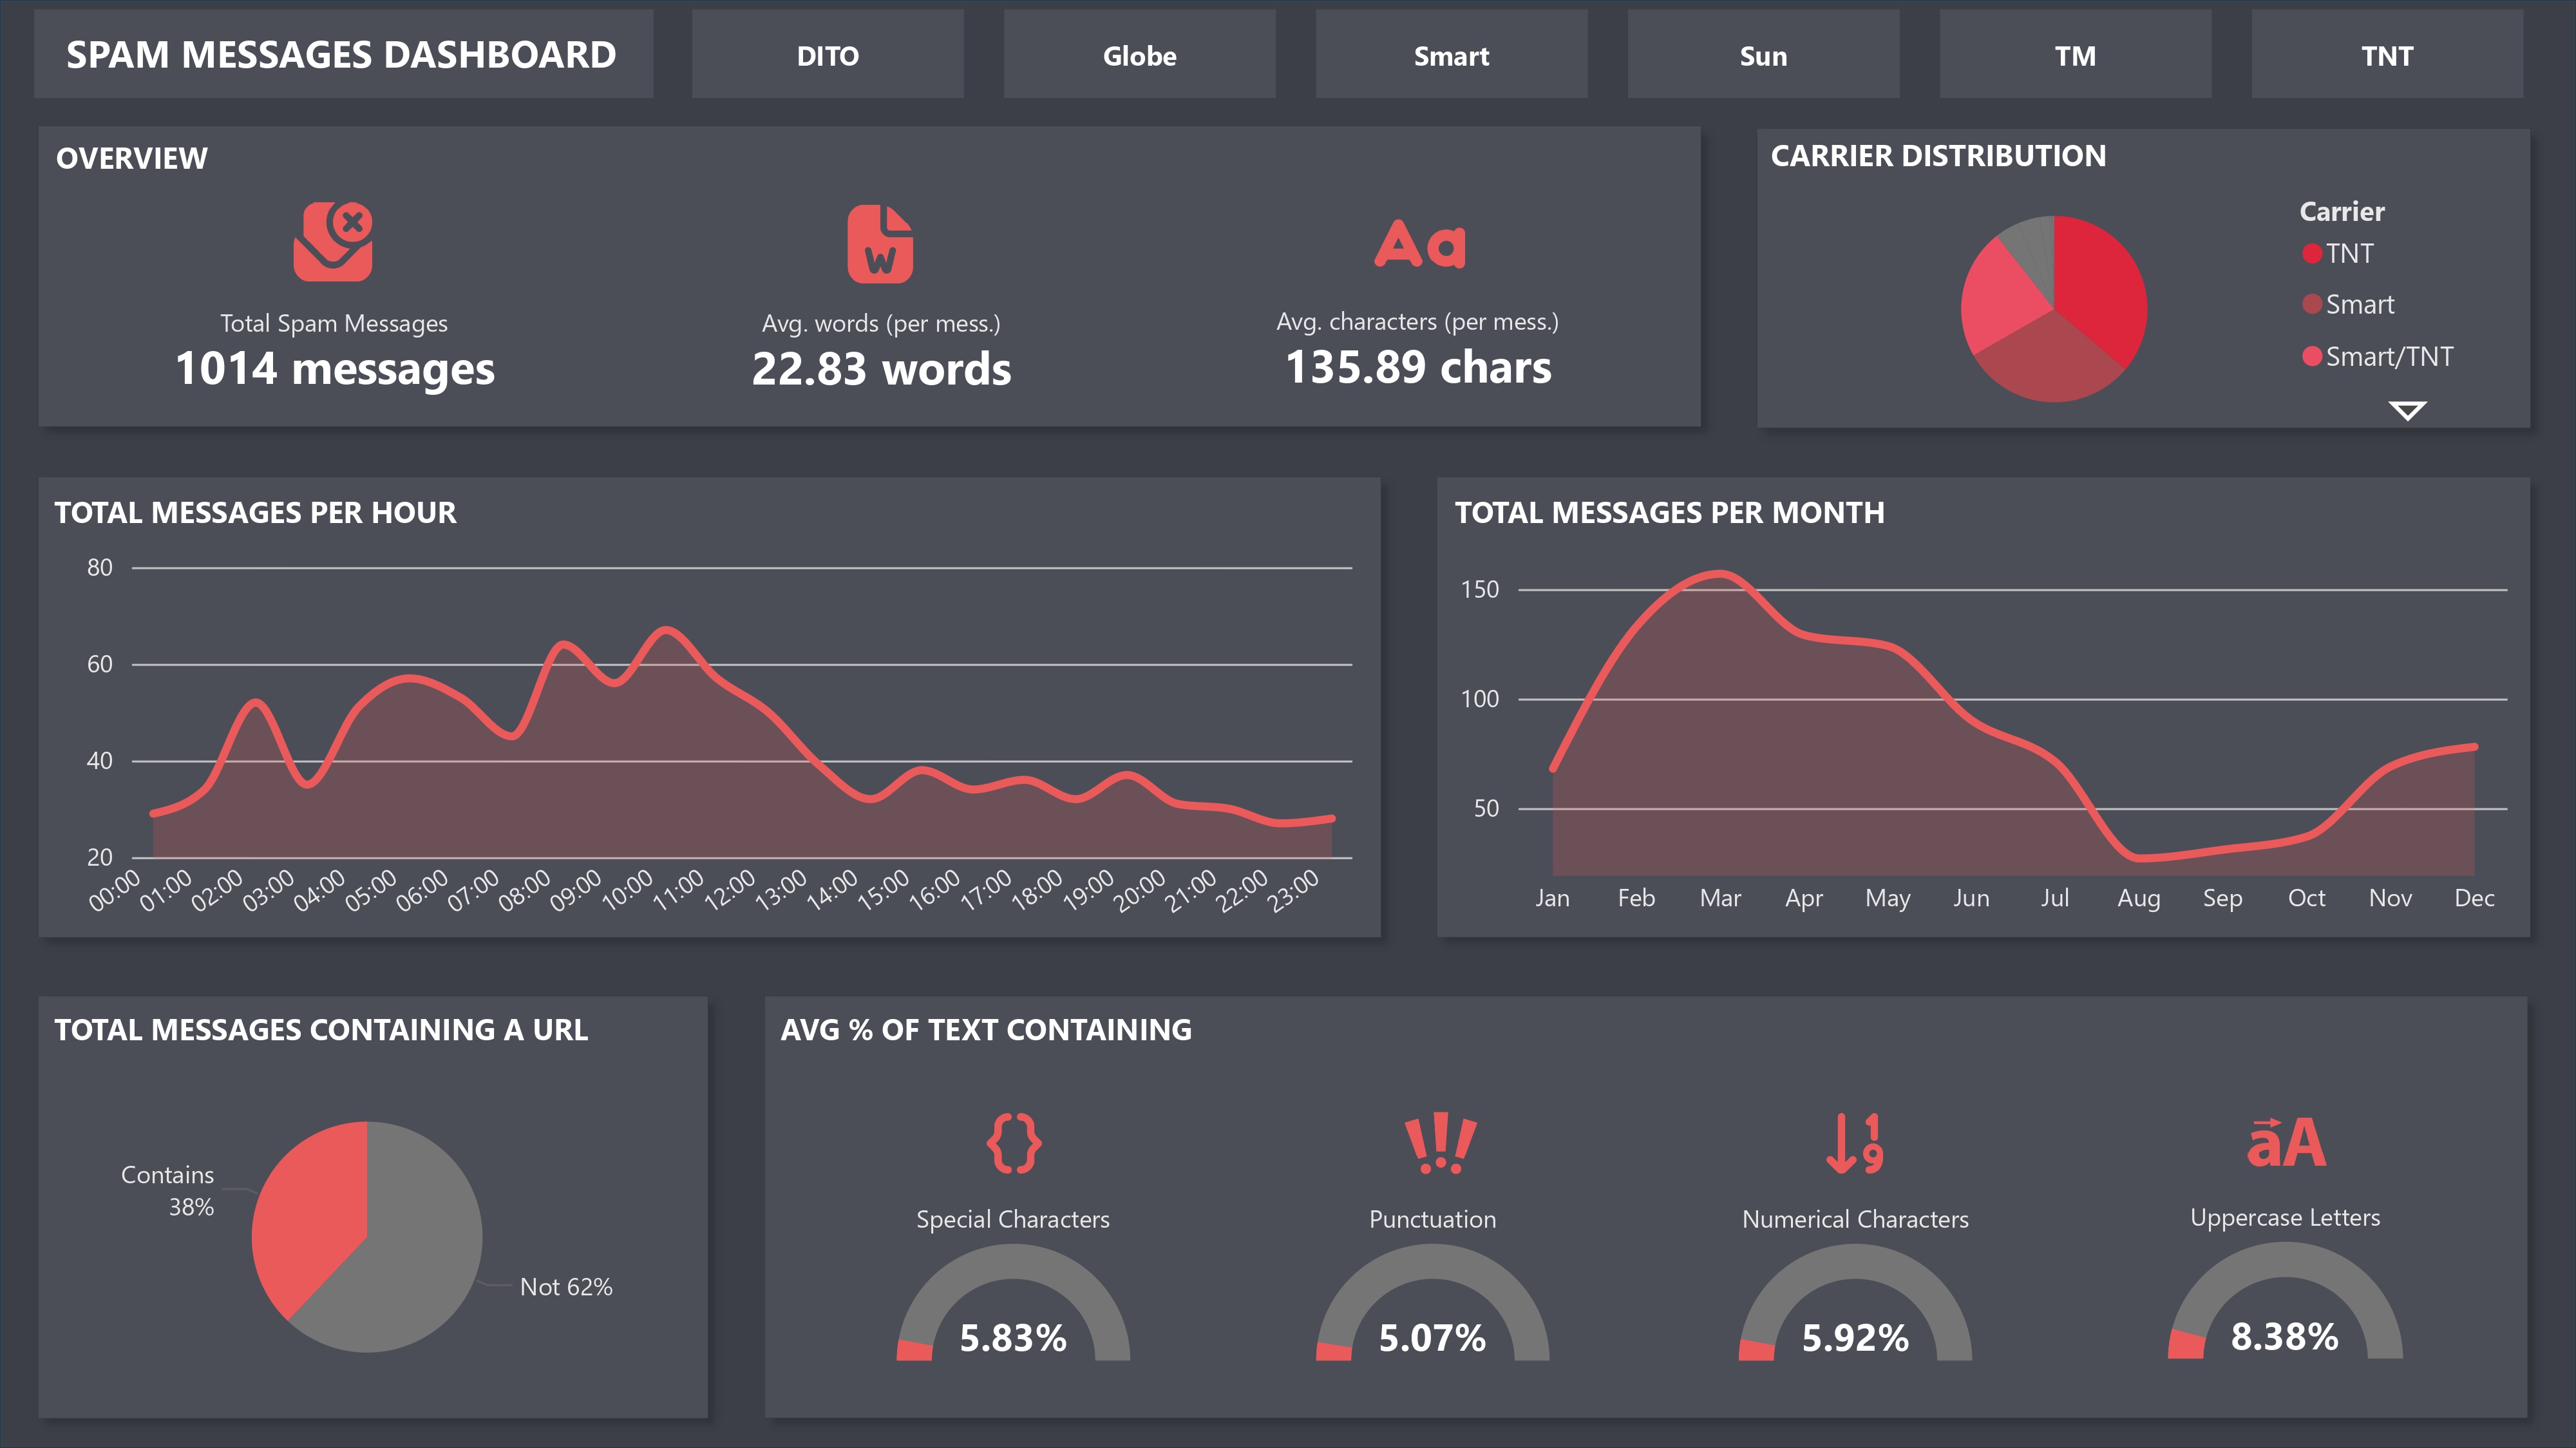 SPAM MESSAGES DASHBOARD
DITO
Globe
Smart
Sun
TM
TNT
OVERVIEW
Total Spam Messages
1014 messages
Avg. words (per mess.)
22.83 words
Aa
Avg. characters (per mess.)
135.89 chars
CARRIER DISTRIBUTION
Carrier
TNT
Smart
Smart/TNT
TOTAL MESSAGES PER HOUR
80
60
40
20
00:00
01:00
02:00
03:00
04:00
05:00
06:00
07:00
08:00
09:00
10:00
11:00
12:00
13:00
14:00
15:00
16:00
17:00
18:00
19:00
20:00
21:00
22:00
23:00
TOTAL MESSAGES PER MONTH
150
100
50
Jan
Feb
Mar
Apr
May
Jun
Jul
Aug
Sep
Oct
Nov
Dec
TOTAL MESSAGES CONTAINING A URL
Contains
38%
Not 62%
AVG % OF TEXT CONTAINING
{}
Special Characters
5.83%
!!!
Punctuation
5.07%
1
9
Numerical Characters
5.92%
aA
Uppercase Letters
8.38%
W